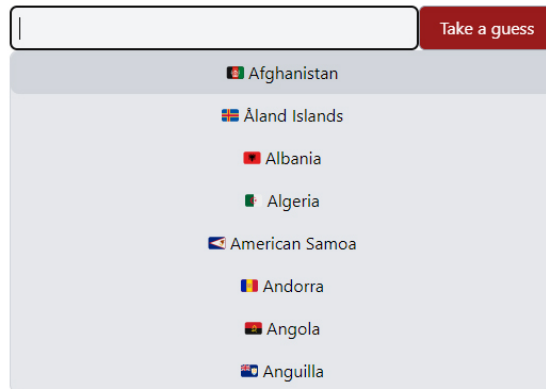 Take a guess
Afghanistan
Åland Islands
Albania
Algeria
American Samoa
Andorra
Angola
Anguilla